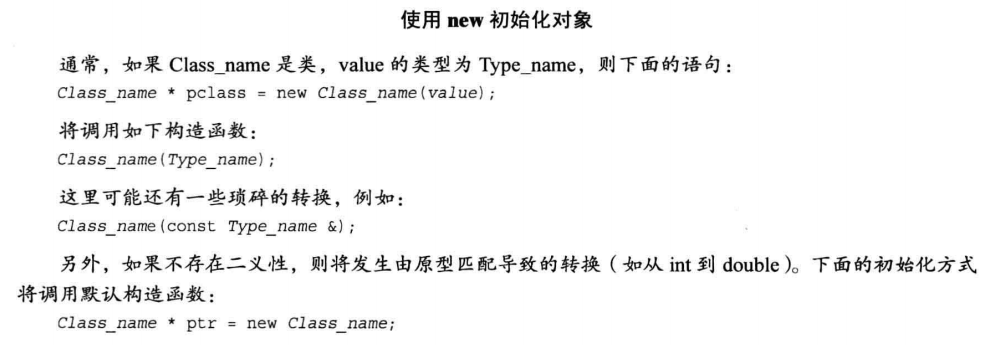 使用 new 初始化对象
通常，如果 Class_name 是类，value 的类型为 Type_name，则下面的语句：
Class_name * pclass = new Class_name(value);
将调用如下构造函数：
Class_name(Type_name);
这里可能还有一些琐碎的转换，例如：
Class_name(const Type_name &);
另外，如果不存在二义性，则将发生由原型匹配导致的转换（如从 int 到 double）。下面的初始化方式
将调用默认构造函数：
Class_name * ptr = new Class_name;